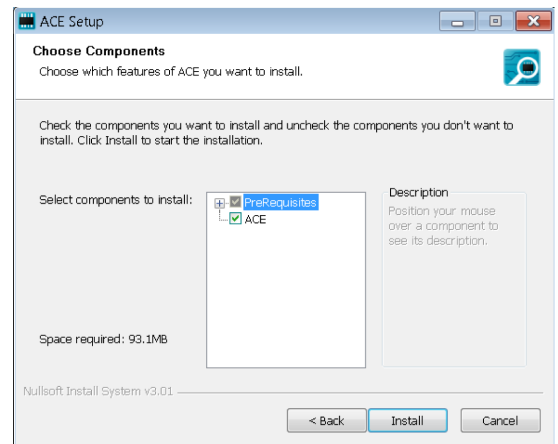 ACE Setup
Choose Components
Choose which features of ACE you want to install.
Check the components you want to install and uncheck the components you don't want to
install. Click Install to start the installation.
Select components to install:
PreRequisites
ACE
Description
Position your mouse
over a component to
see its description.
Space required: 93.1MB
Nullsoft Install System v3.01
< Back
Install
Cancel